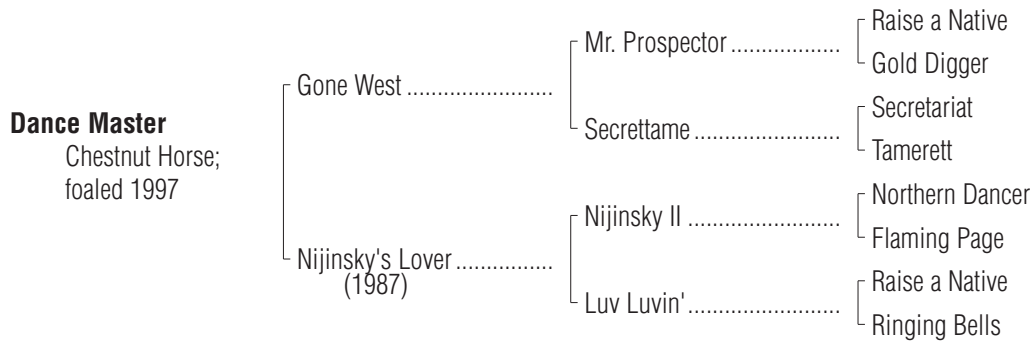 Raise a Native
Mr. Prospector ..................
Gold Digger
Gone West ........................
Secretariat
Secrettame ........................
Tamerett
Dance Master
Chestnut Horse;
foaled 1997
Northern Dancer
Nijinsky II .........................
Flaming Page
Nijinsky's Lover ................
(1987)
Raise a Native
Luv Luvin' .........................
Ringing Bells